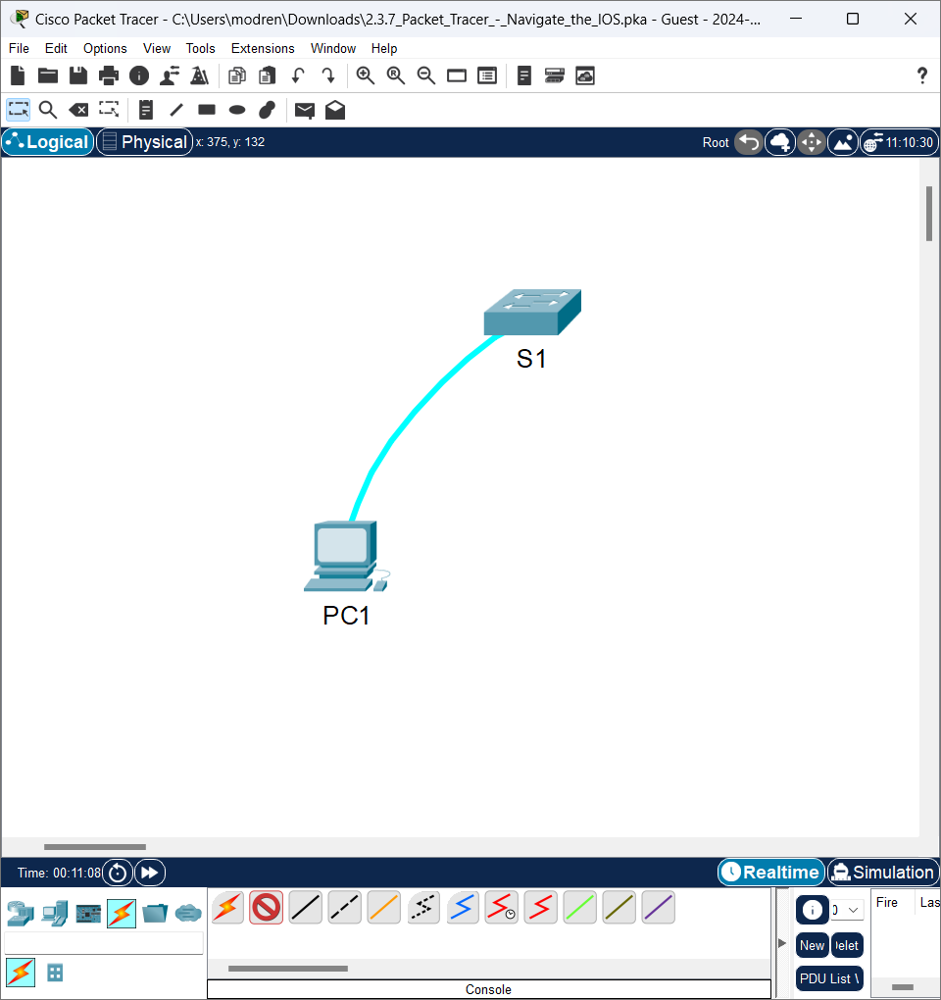 Cisco Packet Tracer - C:\Users\modren\Downloads\2.3.7_Packet_Tracer_-_Navigate_the_IOS.pka - Guest - 2024-...
File Edit Options View Tools Extensions Window Help
?
Logical Physical x: 375, y: 132 Root 11:10:30
S1
PC1
Time: 00:11:08 Realtime Simulation
0 Fire Las
New elet
PDU List
Console